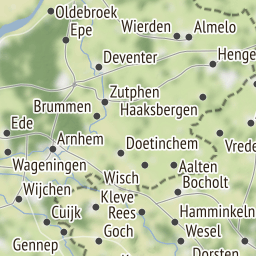 Oldebroek
Epe
Wierden
Almelo
Deventer
Henge
Zutphen
Brummen
Haaksbergen
Ede
Arnhem
Doetinchem
Vrede
Wageningen
Wisch
Aalten
Wijchen
Bocholt
Kleve
Cuijk
Rees
Hamminkeln
Gennep
Goch
Wesel
Dorsten